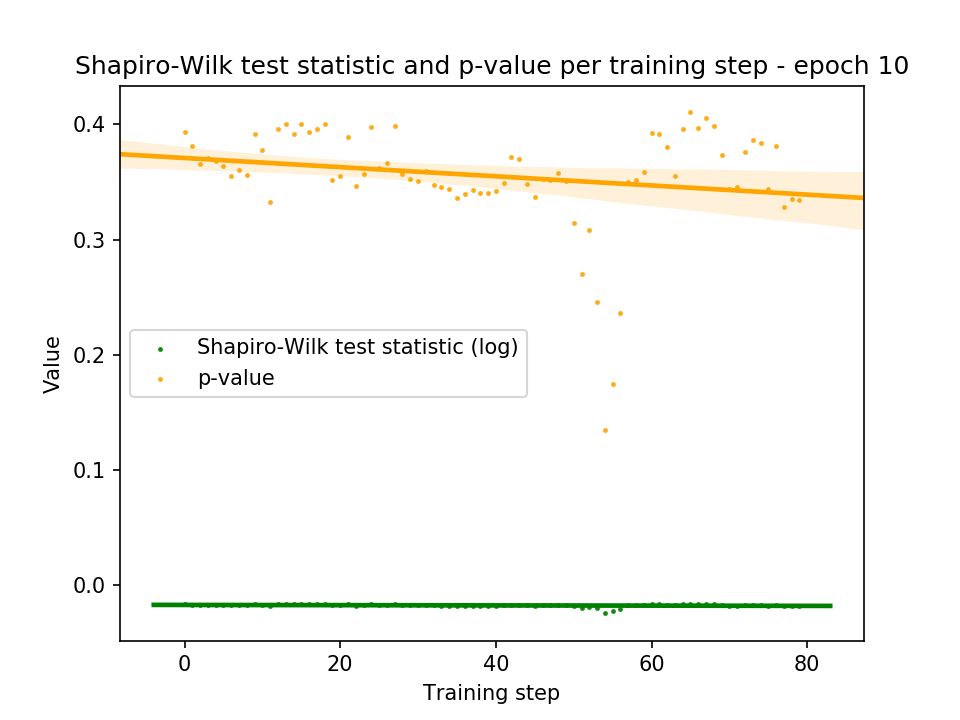 Shapiro-Wilk test statistic and p-value per training step - epoch 10
Value
0.4
0.3
0.2
0.1
0.0
Shapiro-Wilk test statistic (log)
p-value
0 20 40 60 80
Training step